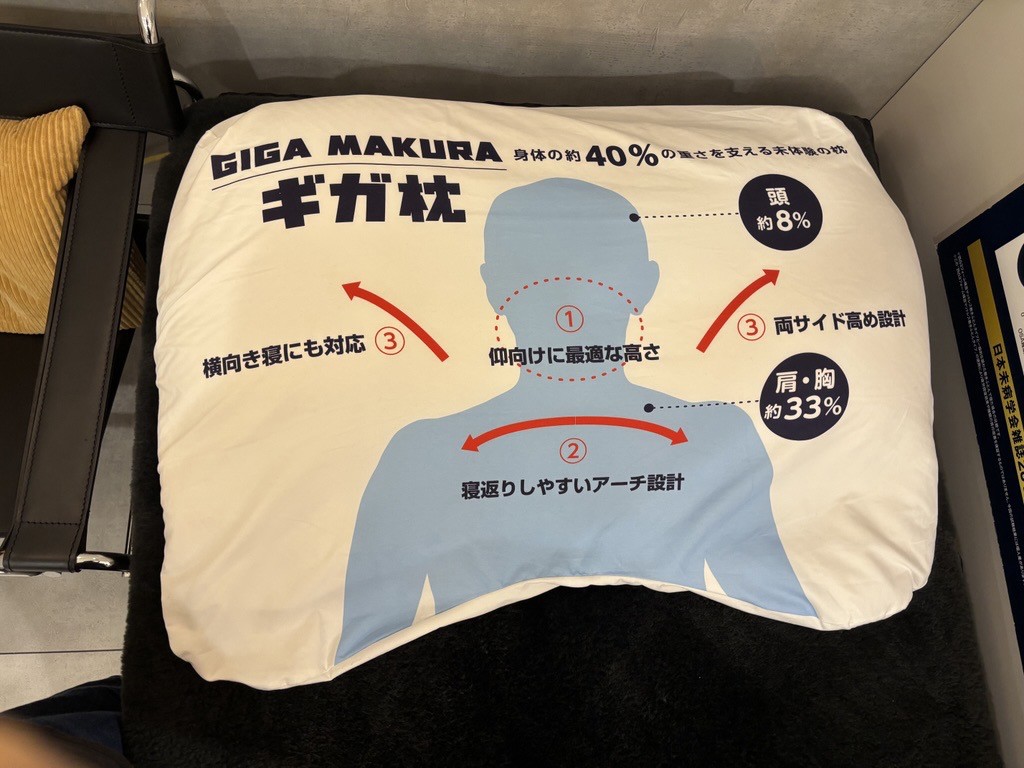 GIGA MAKURA
身体の約40%の重さを支える未体験の枕
ギガ枕
頭
約8%
①
仰向けに最適な高さ
横向き寝にも対応 ③
③ 両サイド高め設計
肩・胸
約33%
②
寝返りしやすいアーチ設計